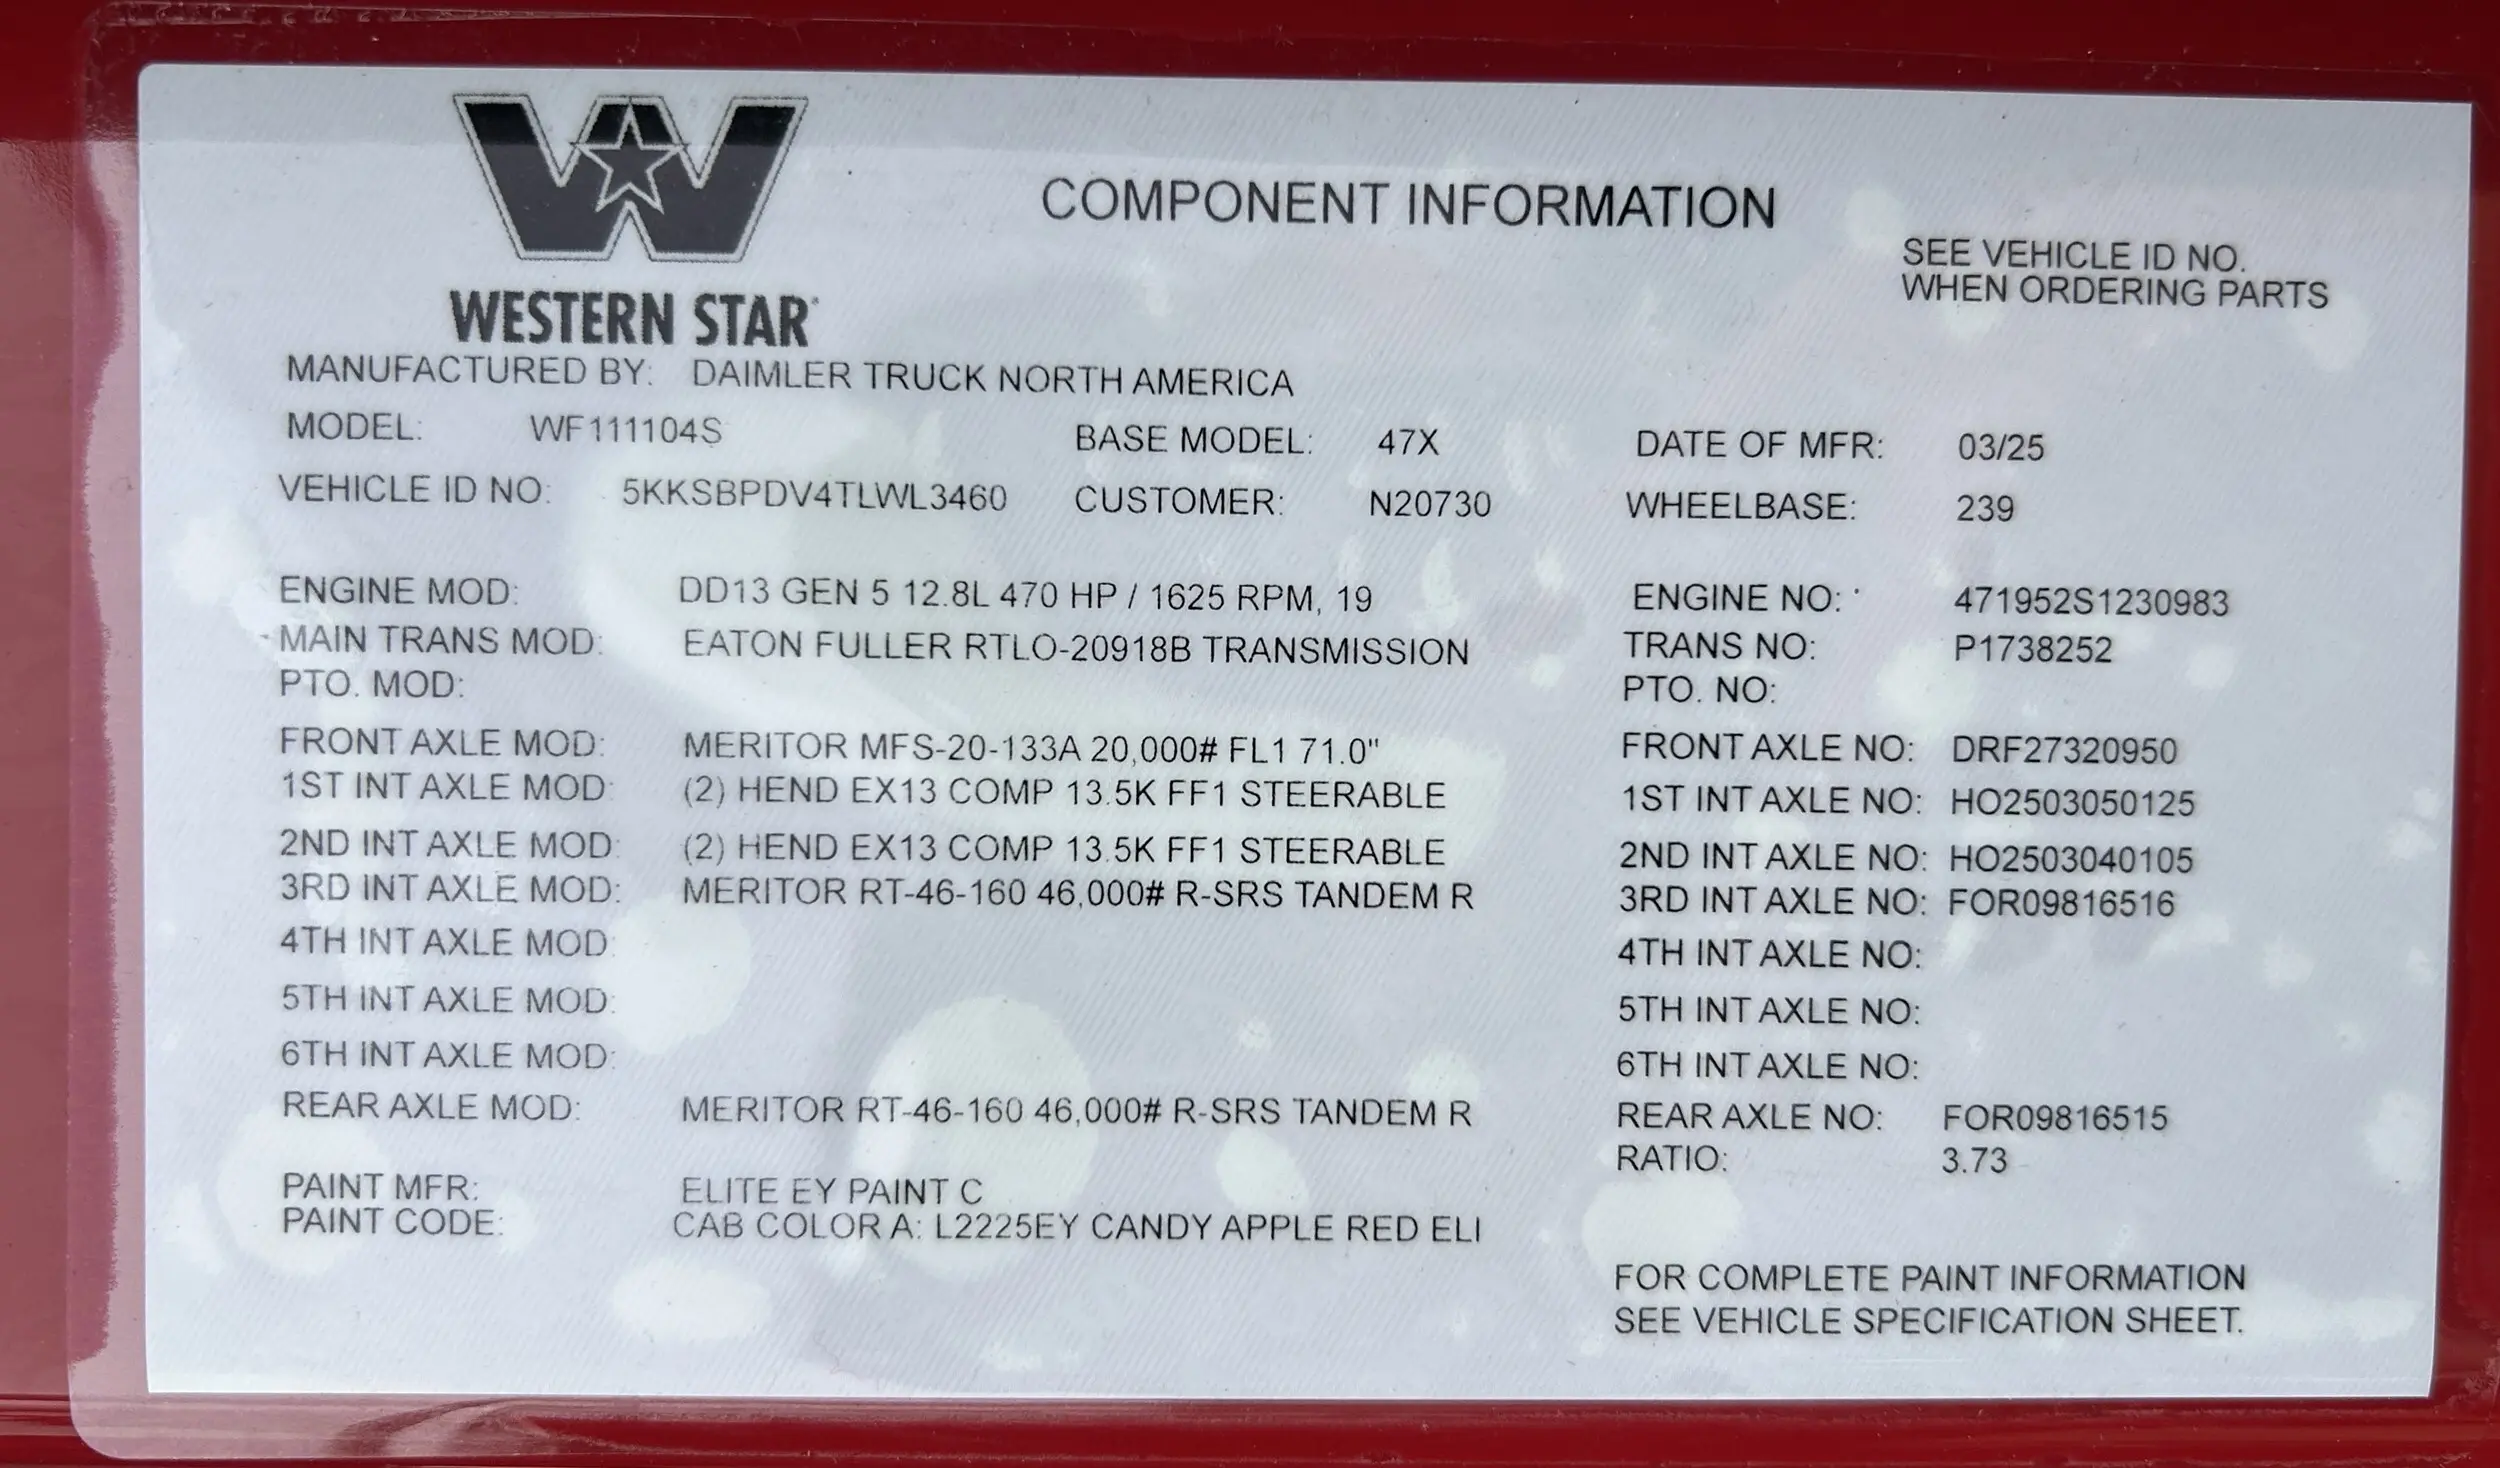 COMPONENT INFORMATION
SEE VEHICLE ID NO.
WHEN ORDERING PARTS
WESTERN STAR
MANUFACTURED BY: DAIMLER TRUCK NORTH AMERICA
MODEL: WF111104S BASE MODEL: 47X DATE OF MFR: 03/25
VEHICLE ID NO: 5KKSBPDV4TLWL3460 CUSTOMER: N20730 WHEELBASE: 239
ENGINE MOD: DD13 GEN 5 12.8L 470 HP / 1625 RPM, 19 ENGINE NO: 471952S1230983
MAIN TRANS MOD: EATON FULLER RTLO-20918B TRANSMISSION TRANS NO: P1738252
PTO. MOD: PTO. NO:
FRONT AXLE MOD: MERITOR MFS-20-133A 20,000# FL1 71.0" FRONT AXLE NO: DRF27320950
1ST INT AXLE MOD: (2) HEND EX13 COMP 13.5K FF1 STEERABLE 1ST INT AXLE NO: HO2503050125
2ND INT AXLE MOD: (2) HEND EX13 COMP 13.5K FF1 STEERABLE 2ND INT AXLE NO: HO2503040105
3RD INT AXLE MOD: MERITOR RT-46-160 46,000# R-SRS TANDEM R 3RD INT AXLE NO: FOR09816516
4TH INT AXLE MOD: 4TH INT AXLE NO:
5TH INT AXLE MOD: 5TH INT AXLE NO:
6TH INT AXLE MOD: 6TH INT AXLE NO:
REAR AXLE MOD: MERITOR RT-46-160 46,000# R-SRS TANDEM R REAR AXLE NO: FOR09816515
RATIO: 3.73
PAINT MFR: ELITE EY PAINT C
PAINT CODE: CAB COLOR A: L2225EY CANDY APPLE RED ELI
FOR COMPLETE PAINT INFORMATION
SEE VEHICLE SPECIFICATION SHEET.